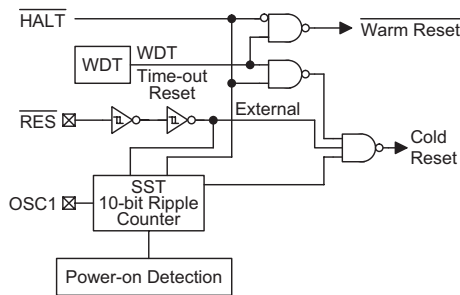 HALT
Warm Reset
WDT
WDT
Time-out
Reset
RES
External
Cold
Reset
OSC1
SST
10-bit Ripple
Counter
Power-on Detection